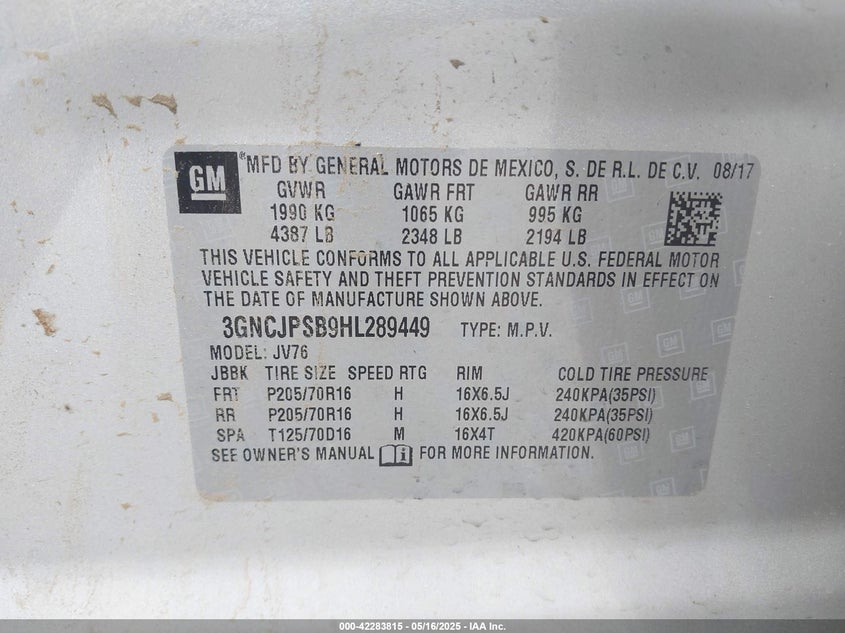 GM ® MFD BY GENERAL MOTORS DE MEXICO, S. DE R.L. DE C.V. 08/17
GVWR GAWR FRT GAWR RR
1990 KG 1065 KG 995 KG
4387 LB 2348 LB 2194 LB
THIS VEHICLE CONFORMS TO ALL APPLICABLE U.S. FEDERAL MOTOR
VEHICLE SAFETY AND THEFT PREVENTION STANDARDS IN EFFECT ON
THE DATE OF MANUFACTURE SHOWN ABOVE.
3GNCJPSB9HL289449 TYPE: M.P.V.
MODEL: JV76
JBBK TIRE SIZE SPEED RTG RIM COLD TIRE PRESSURE
FRT P205/70R16 H 16X6.5J 240KPA(35PSI)
RR P205/70R16 H 16X6.5J 240KPA(35PSI)
SPA T125/70D16 M 16X4T 420KPA(60PSI)
SEE OWNER'S MANUAL FOR MORE INFORMATION.
000-42283815 - 05/16/2025 - IAA Inc.